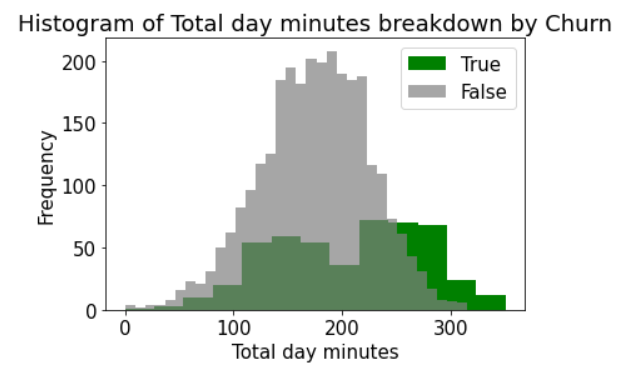 Histogram of Total day minutes breakdown by Churn
True
False
200
150
100
50
0
Frequency
0 100 200 300
Total day minutes